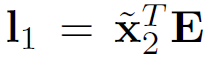 𝐥₁ = 𝐱̃₂ᵀ𝐄